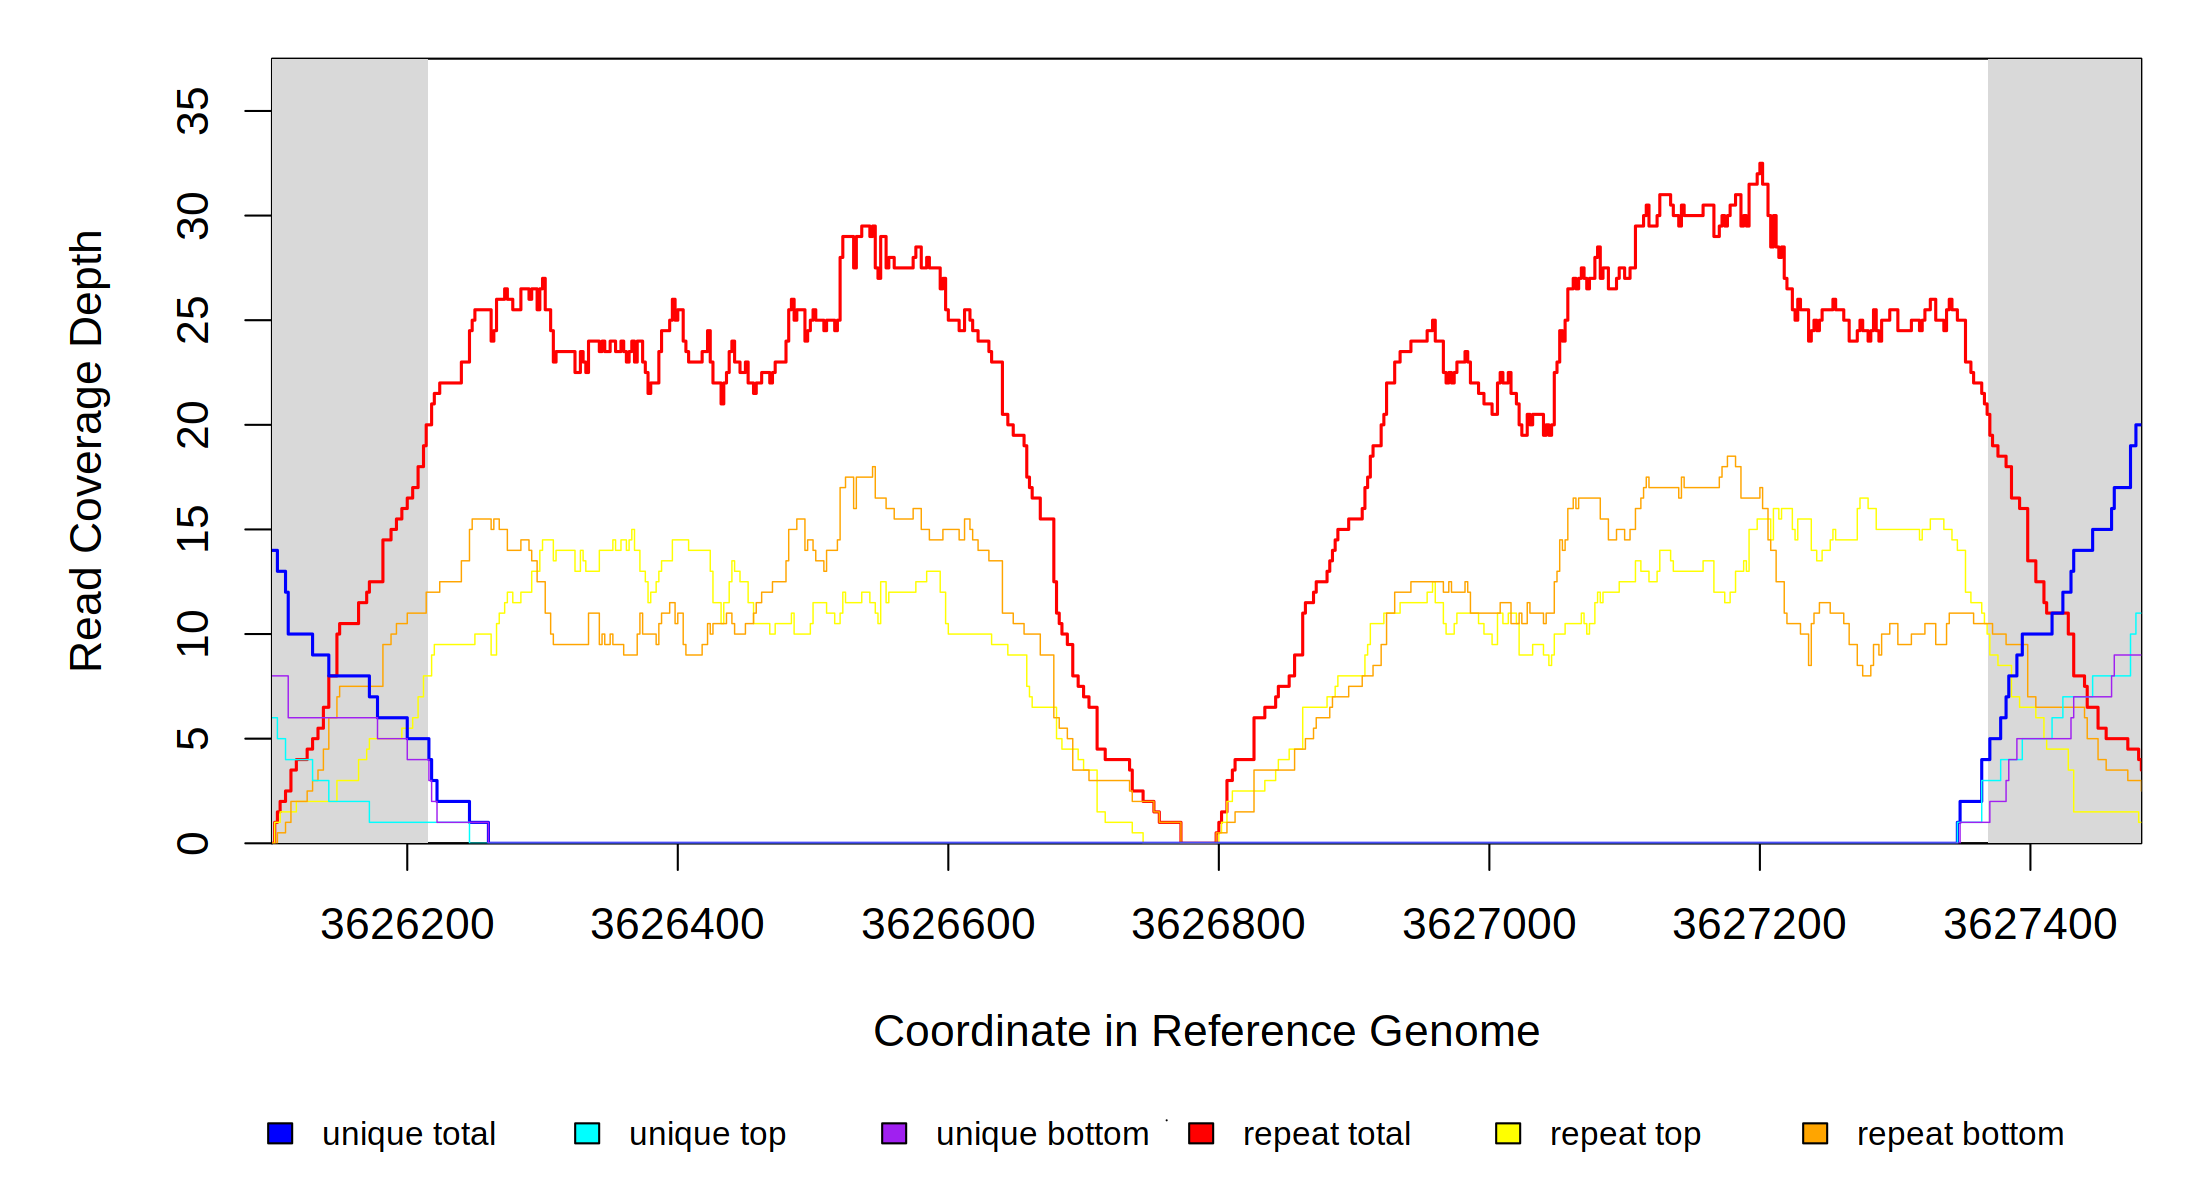 Read Coverage Depth
35
30
25
20
15
10
5
0
3626200 3626400 3626600 3626800 3627000 3627200 3627400
Coordinate in Reference Genome
unique total unique top unique bottom repeat total repeat top repeat bottom